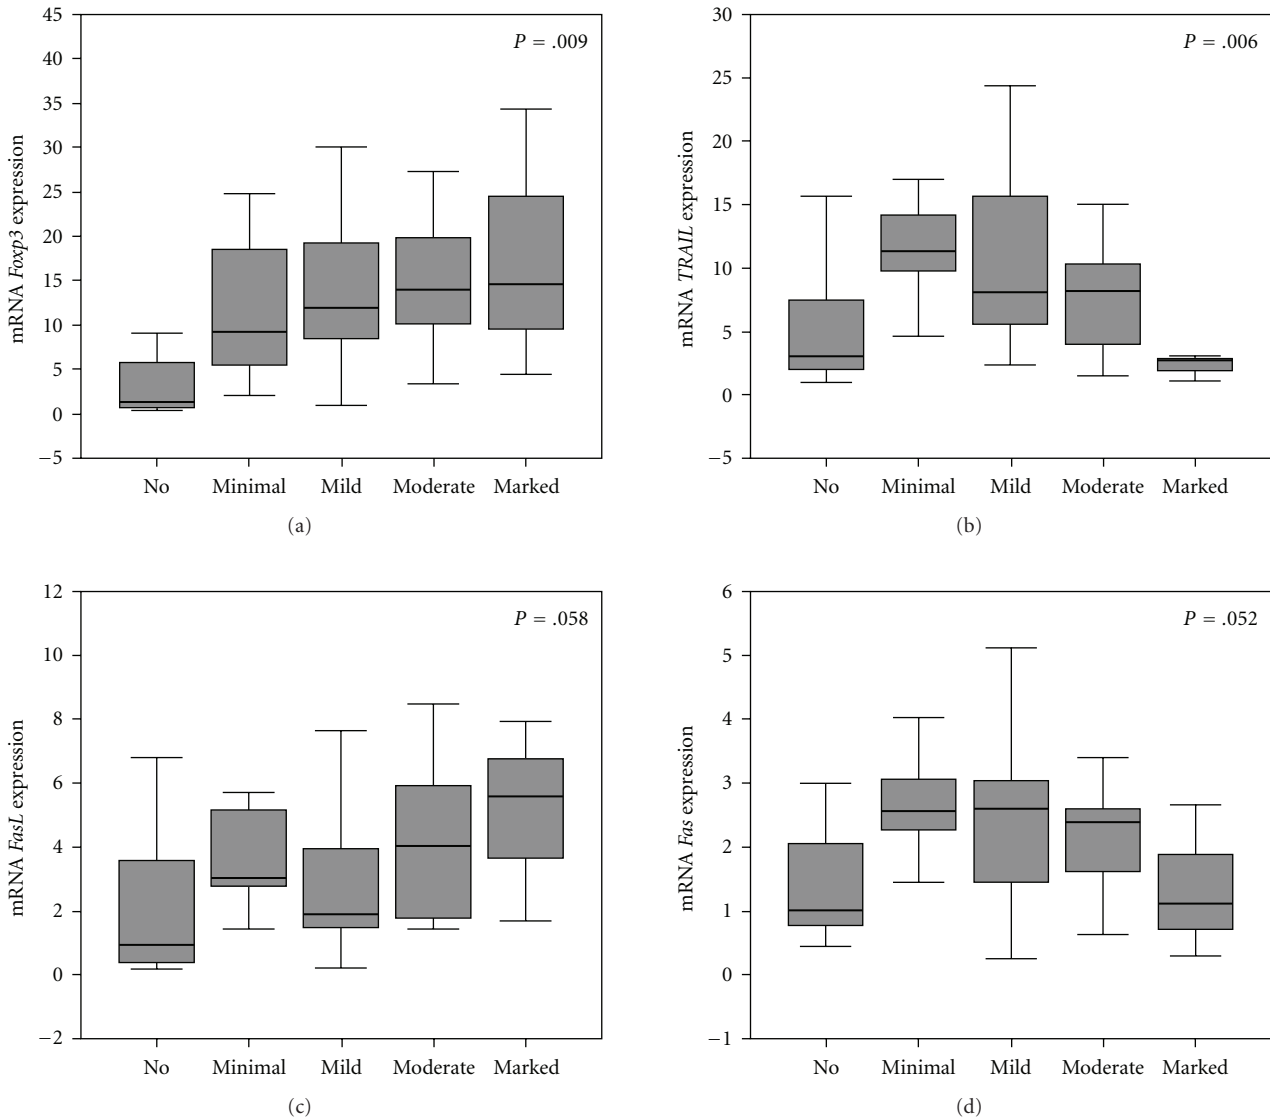 45
40
35
30
25
20
15
10
5
0
−5
mRNA Foxp3 expression
P = .009
No Minimal Mild Moderate Marked
(a)
30
25
20
15
10
5
0
−5
mRNA TRAIL expression
P = .006
No Minimal Mild Moderate Marked
(b)
12
10
8
6
4
2
0
−2
mRNA FasL expression
P = .058
No Minimal Mild Moderate Marked
(c)
6
5
4
3
2
1
0
−1
mRNA Fas expression
P = .052
No Minimal Mild Moderate Marked
(d)